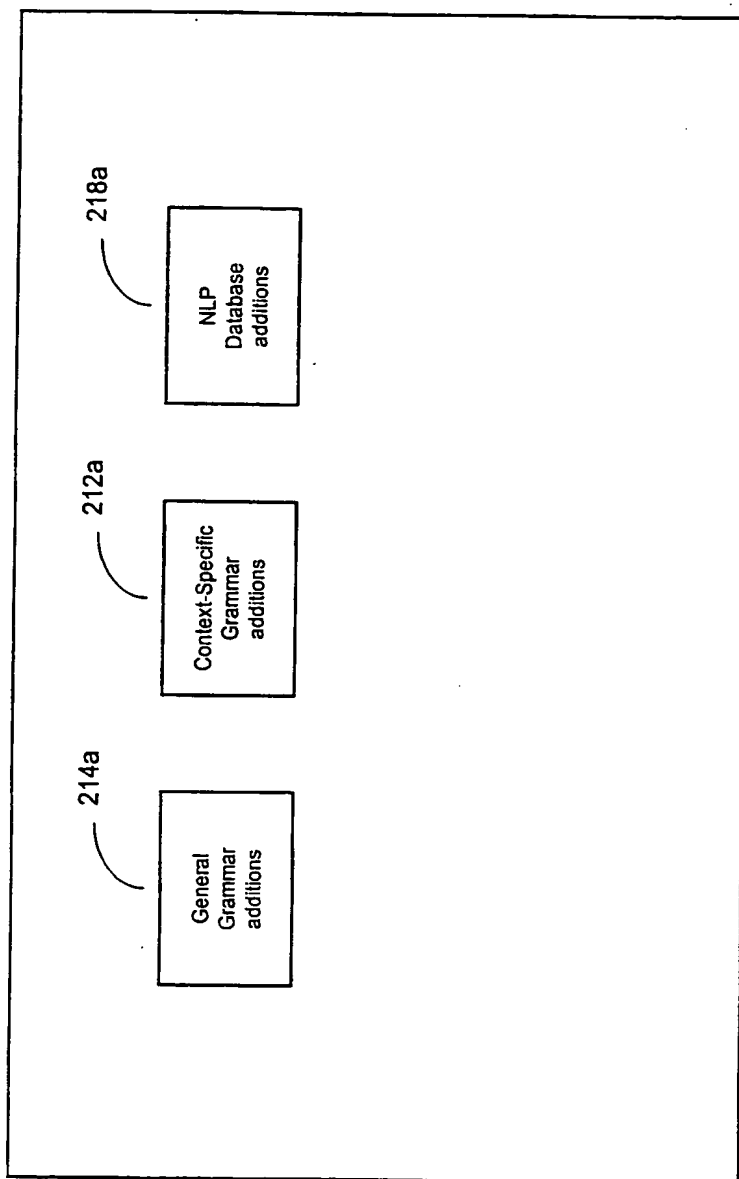 214a
General
Grammar
additions
212a
Context-Specific
Grammar
additions
218a
NLP
Database
additions